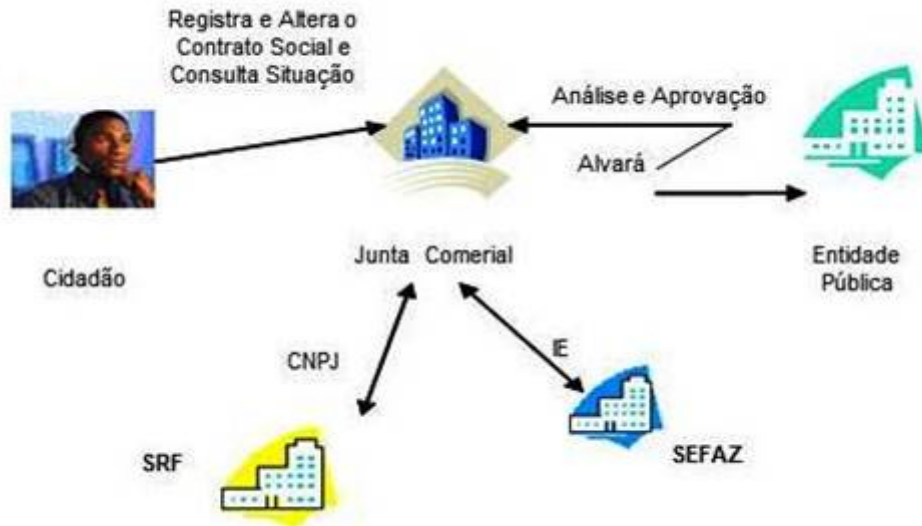 Registra e Altera o
Contrato Social e
Consulta Situação
Análise e Aprovação
Alvará
Cidadão
Junta Comerial
Entidade
Pública
CNPJ
IE
SRF
SEFAZ